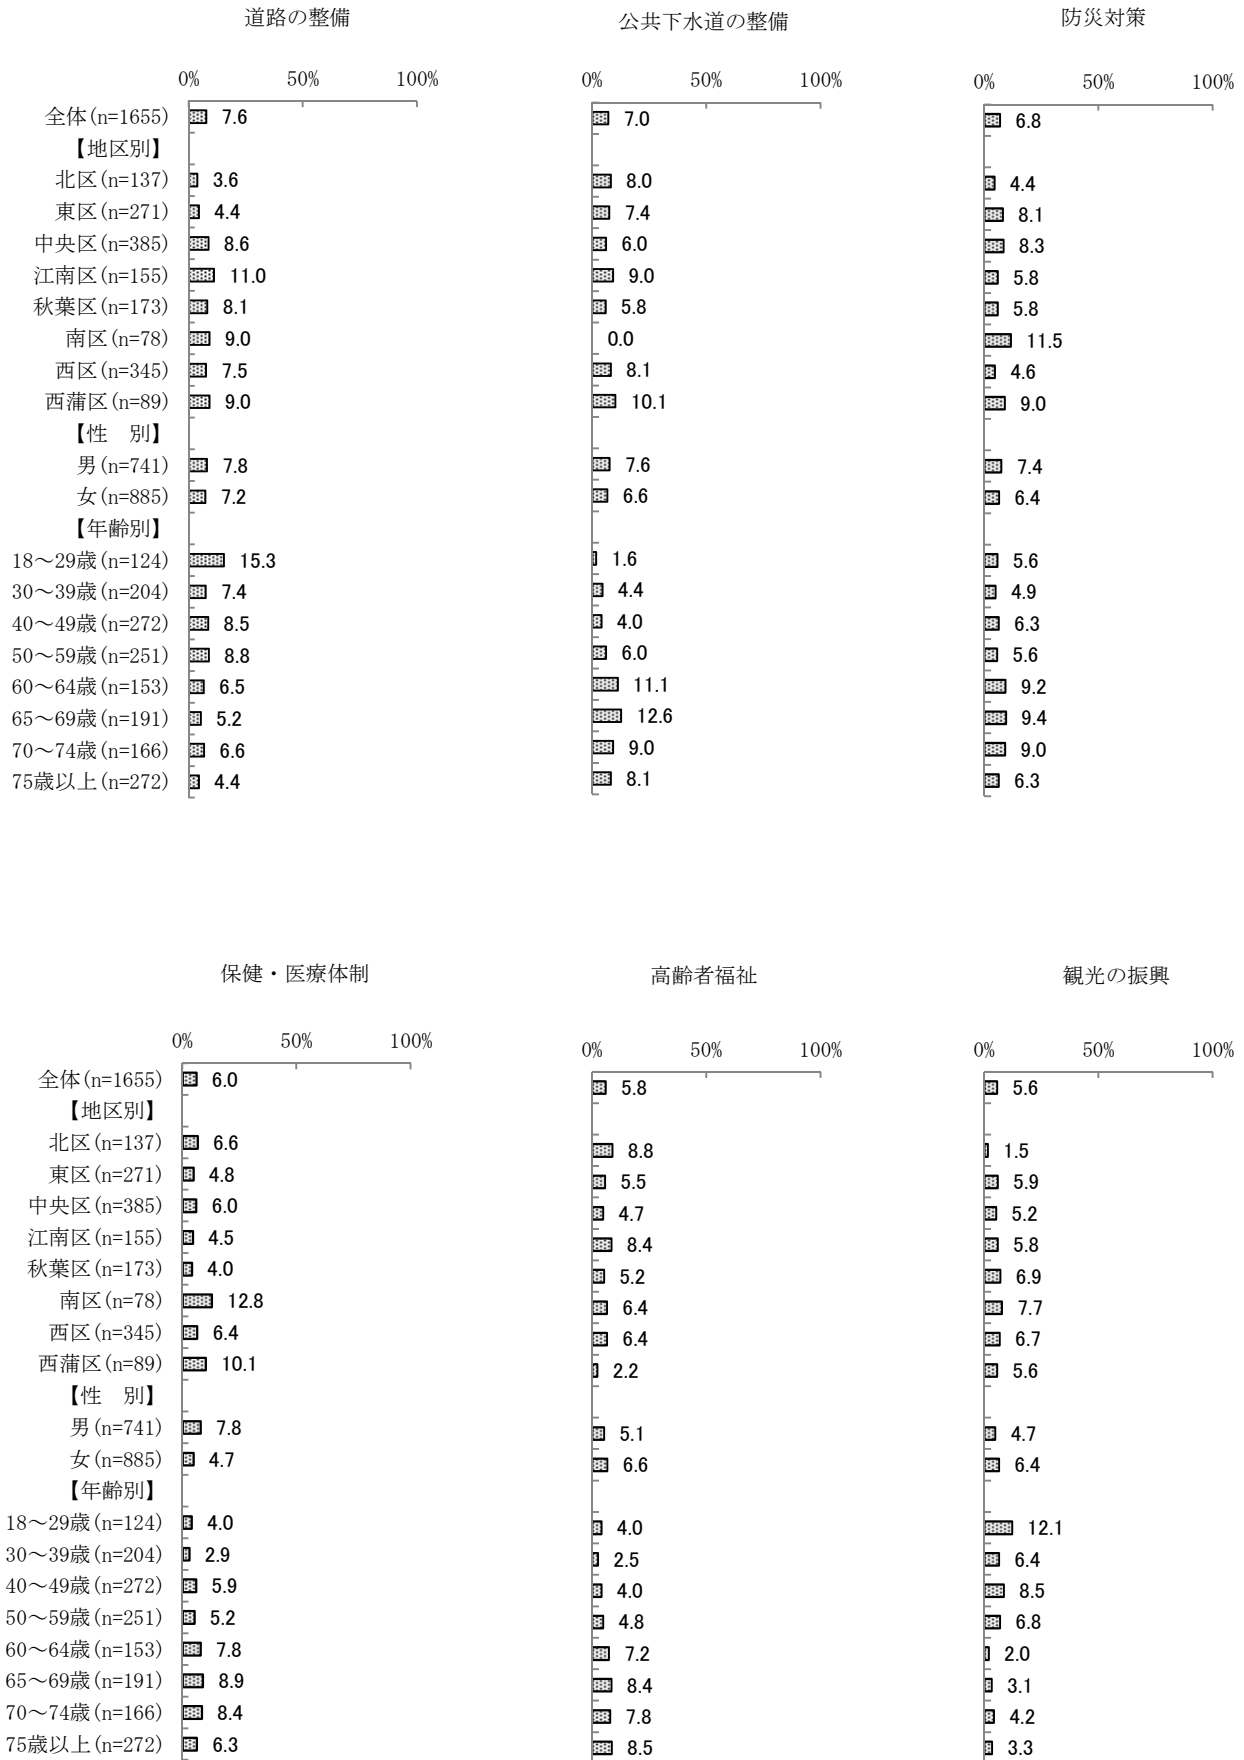 道路の整備 公共下水道の整備 防災対策
0% 50% 100% 0% 50% 100% 0% 50% 100%
全体(n=1655) 7.6 7.0 6.8
【地区別】
北区(n=137) 3.6 8.0 4.4
東区(n=271) 4.4 7.4 8.1
中央区(n=385) 8.6 6.0 8.3
江南区(n=155) 11.0 9.0 5.8
秋葉区(n=173) 8.1 5.8 5.8
南区(n=78) 9.0 0.0 11.5
西区(n=345) 7.5 8.1 4.6
西蒲区(n=89) 9.0 10.1 9.0
【性　別】
男(n=741) 7.8 7.6 7.4
女(n=885) 7.2 6.6 6.4
【年齢別】
18～29歳(n=124) 15.3 1.6 5.6
30～39歳(n=204) 7.4 4.4 4.9
40～49歳(n=272) 8.5 4.0 6.3
50～59歳(n=251) 8.8 6.0 5.6
60～64歳(n=153) 6.5 11.1 9.2
65～69歳(n=191) 5.2 12.6 9.4
70～74歳(n=166) 6.6 9.0 9.0
75歳以上(n=272) 4.4 8.1 6.3
保健・医療体制 高齢者福祉 観光の振興
0% 50% 100% 0% 50% 100% 0% 50% 100%
全体(n=1655) 6.0 5.8 5.6
【地区別】
北区(n=137) 6.6 8.8 1.5
東区(n=271) 4.8 5.5 5.9
中央区(n=385) 6.0 4.7 5.2
江南区(n=155) 4.5 8.4 5.8
秋葉区(n=173) 4.0 5.2 6.9
南区(n=78) 12.8 6.4 7.7
西区(n=345) 6.4 6.4 6.7
西蒲区(n=89) 10.1 2.2 5.6
【性　別】
男(n=741) 7.8 5.1 4.7
女(n=885) 4.7 6.6 6.4
【年齢別】
18～29歳(n=124) 4.0 4.0 12.1
30～39歳(n=204) 2.9 2.5 6.4
40～49歳(n=272) 5.9 4.0 8.5
50～59歳(n=251) 5.2 4.8 6.8
60～64歳(n=153) 7.8 7.2 2.0
65～69歳(n=191) 8.9 8.4 3.1
70～74歳(n=166) 8.4 7.8 4.2
75歳以上(n=272) 6.3 8.5 3.3